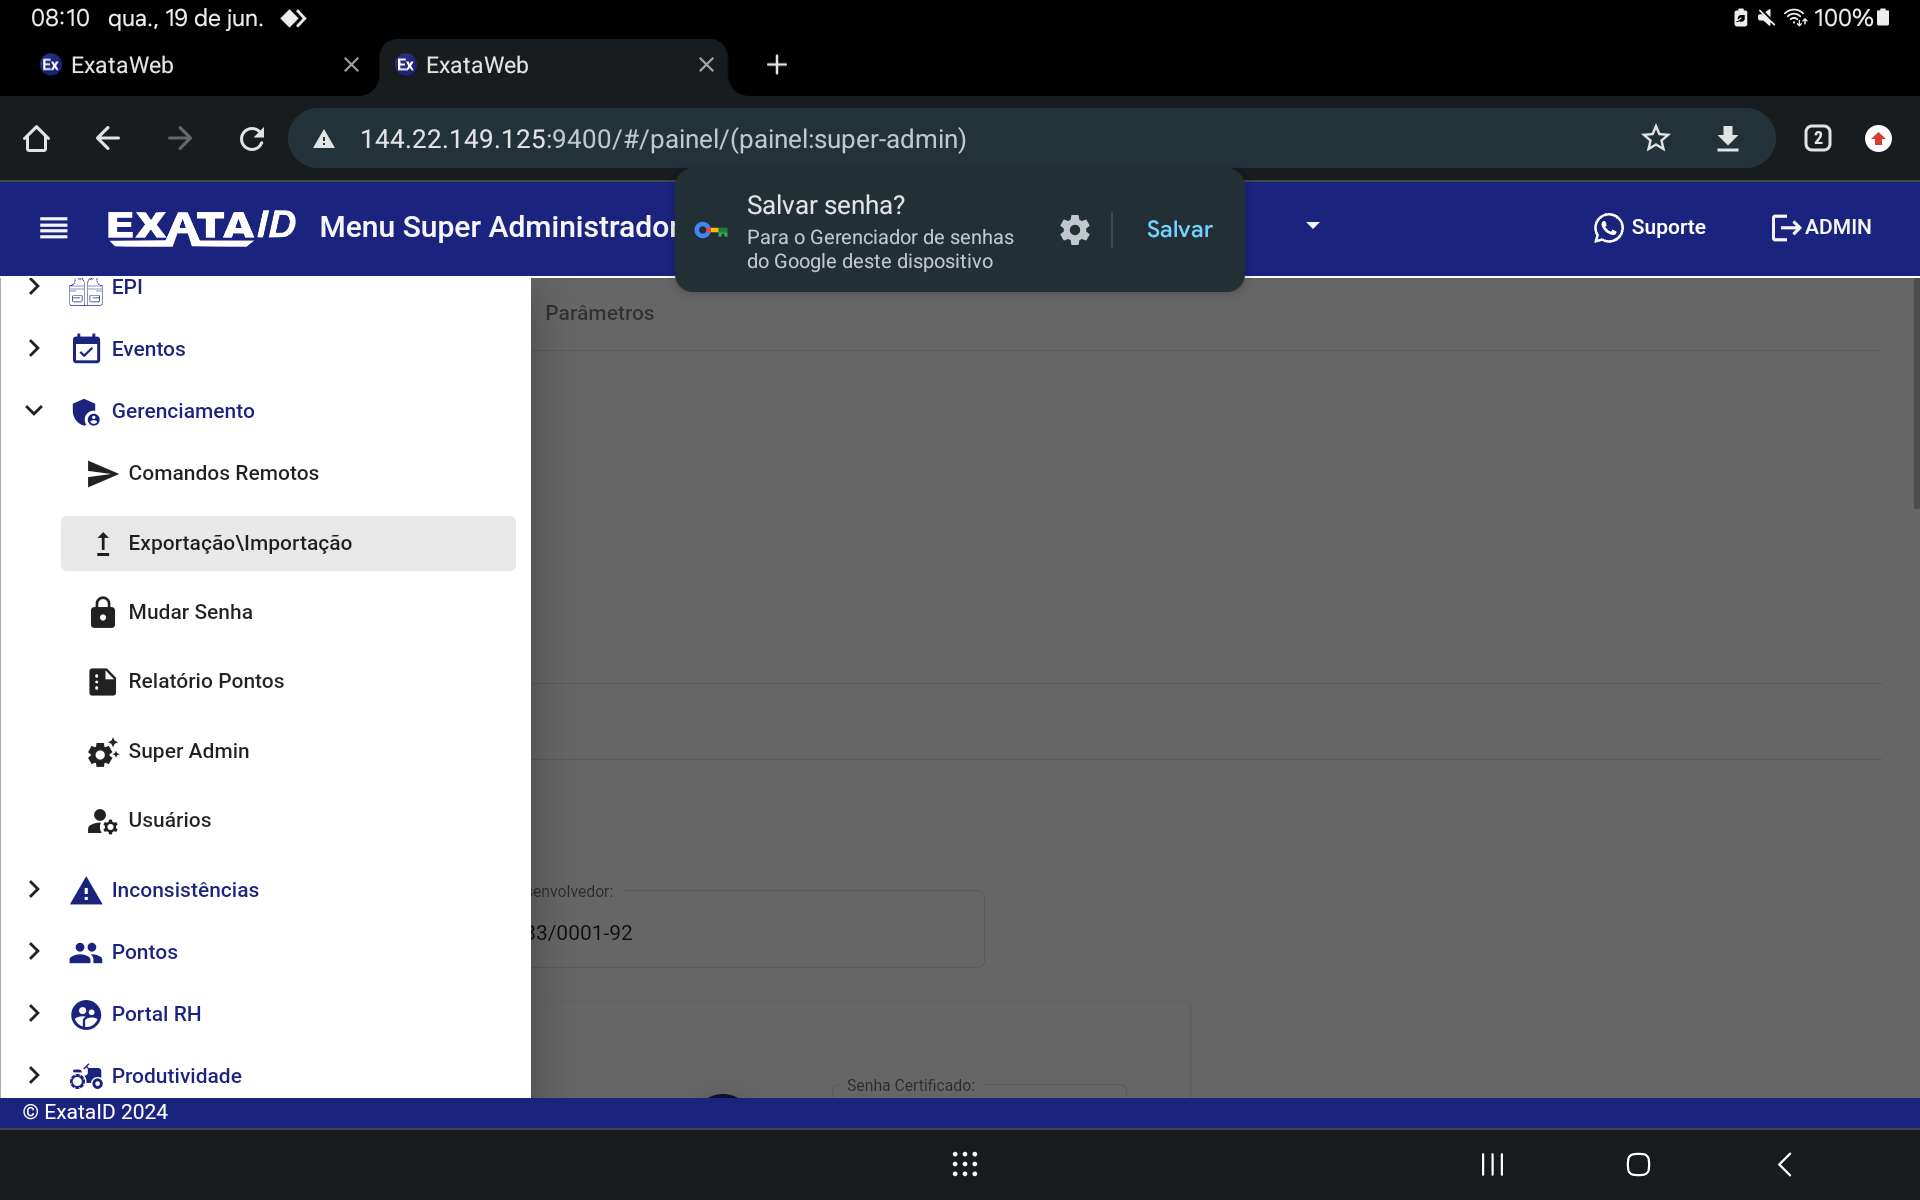 08:10 qua., 19 de jun.
100%
Ex ExataWeb
Ex ExataWeb
144.22.149.125:9400/#/painel/(painel:super-admin)
2
EXATAID Menu Super Administrador
Salvar senha?
Para o Gerenciador de senhas
do Google deste dispositivo
Salvar
Suporte
ADMIN
EPI
Parâmetros
Eventos
Gerenciamento
Comandos Remotos
Exportação\Importação
Mudar Senha
Relatório Pontos
Super Admin
Usuários
Inconsistências
envolvedor:
33/0001-92
Pontos
Portal RH
Produtividade
Senha Certificado:
© ExataID 2024